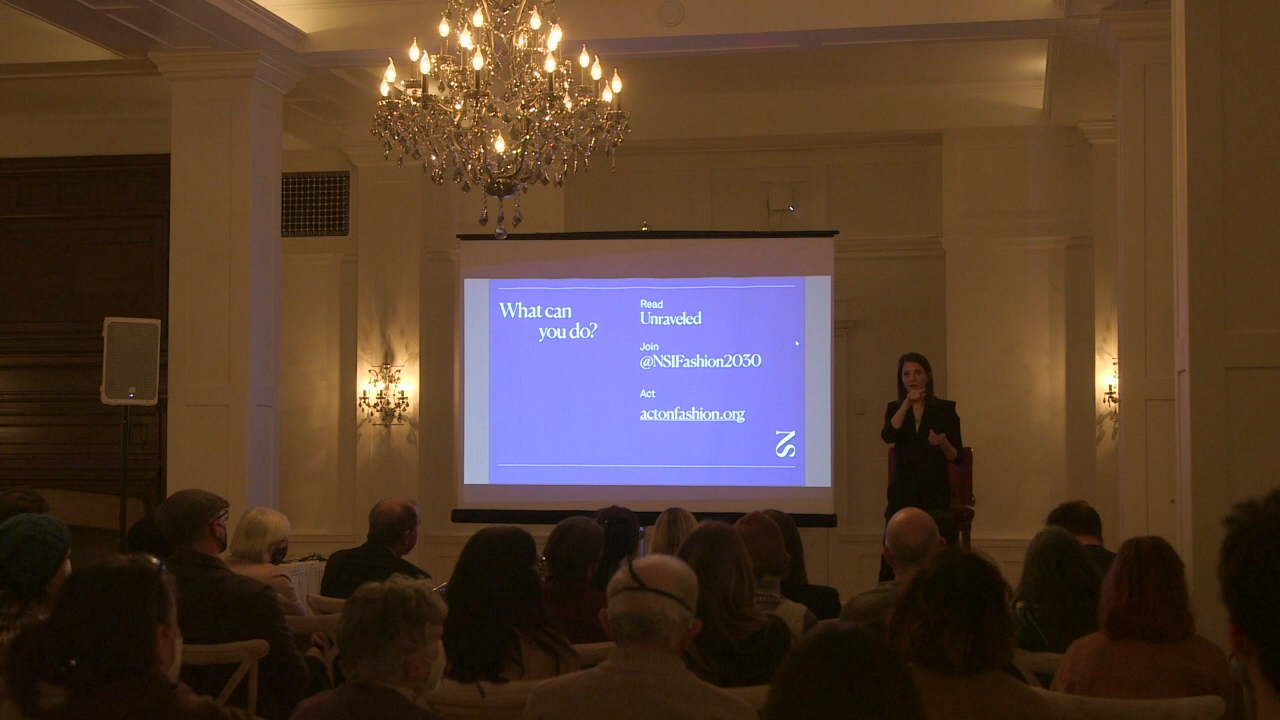 What can
you do?
Read
Unraveled
Join
@NSIFashion2030
Act
actonfashion.org
NS